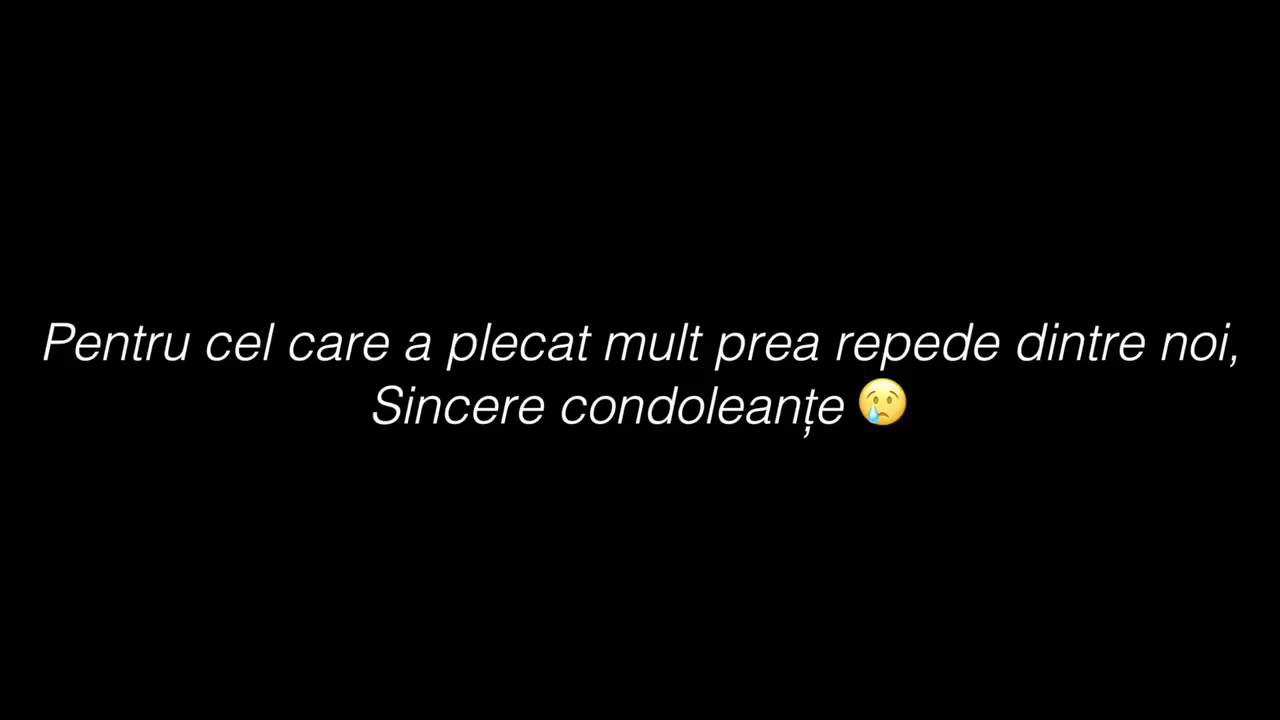 Pentru cel care a plecat mult prea repede dintre noi,
Sincere condoleanțe 😢